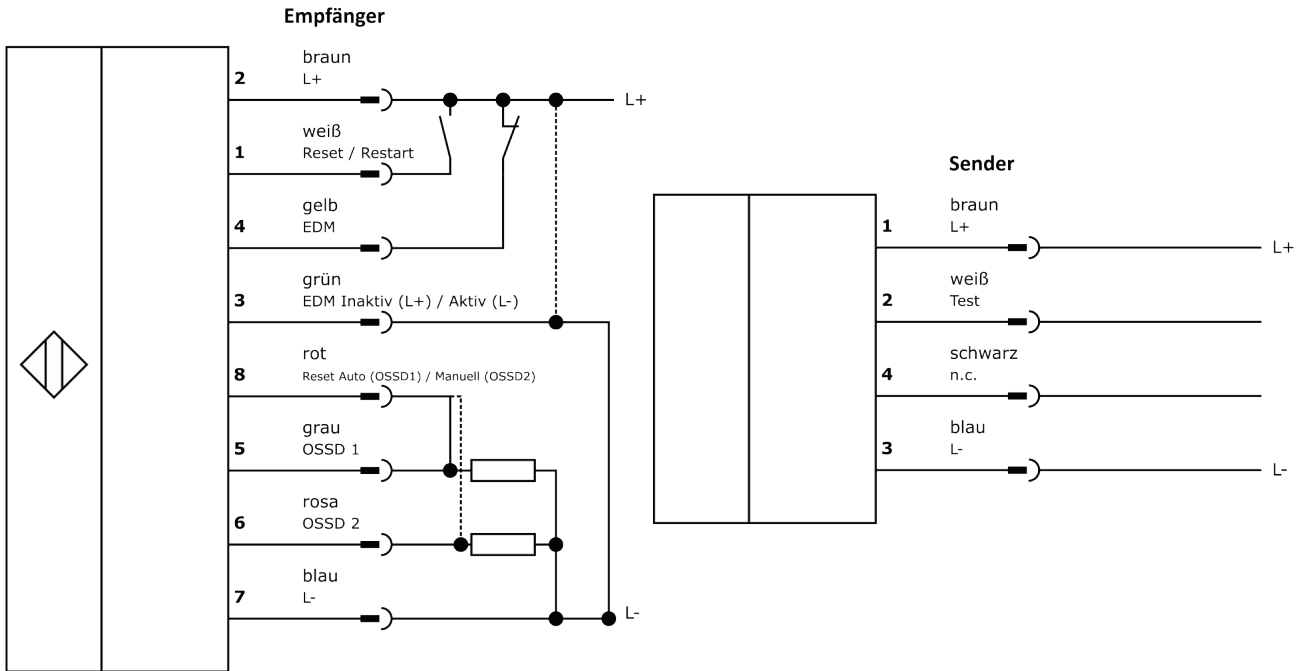 Empfänger
braun
2 L+
L+
weiß
1 Reset / Restart
gelb
4 EDM
grün
3 EDM Inaktiv (L+) / Aktiv (L-)
rot
8 Reset Auto (OSSD1) / Manuell (OSSD2)
grau
5 OSSD 1
rosa
6 OSSD 2
blau
7 L-
L-
Sender
braun
1 L+
L+
weiß
2 Test
schwarz
4 n.c.
blau
3 L-
L-